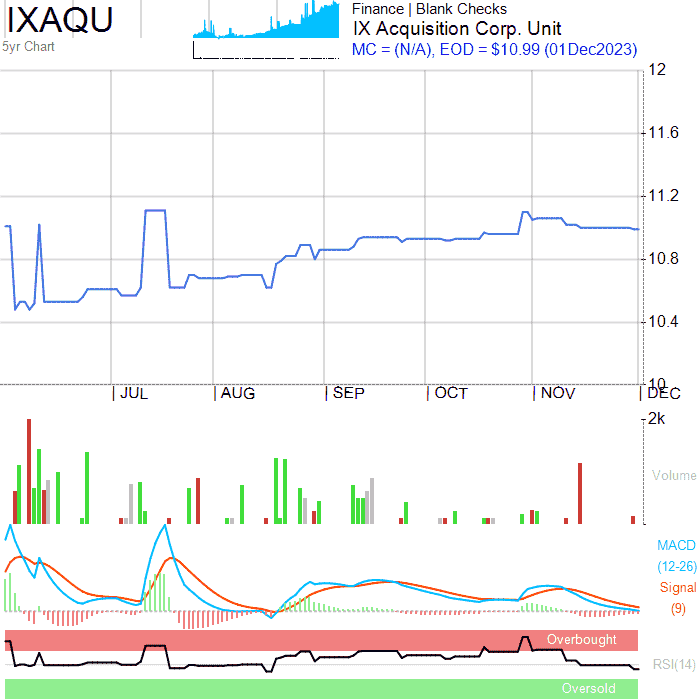 IXAQU
5yr Chart
Finance | Blank Checks
IX Acquisition Corp. Unit
MC = (N/A), EOD = $10.99 (01Dec2023)
12
11.6
11.2
10.8
10.4
10
| JUL | AUG | SEP | OCT | NOV | DEC
2k
Volume
MACD
(12-26)
Signal
(9)
Overbought
RSI(14)
Oversold